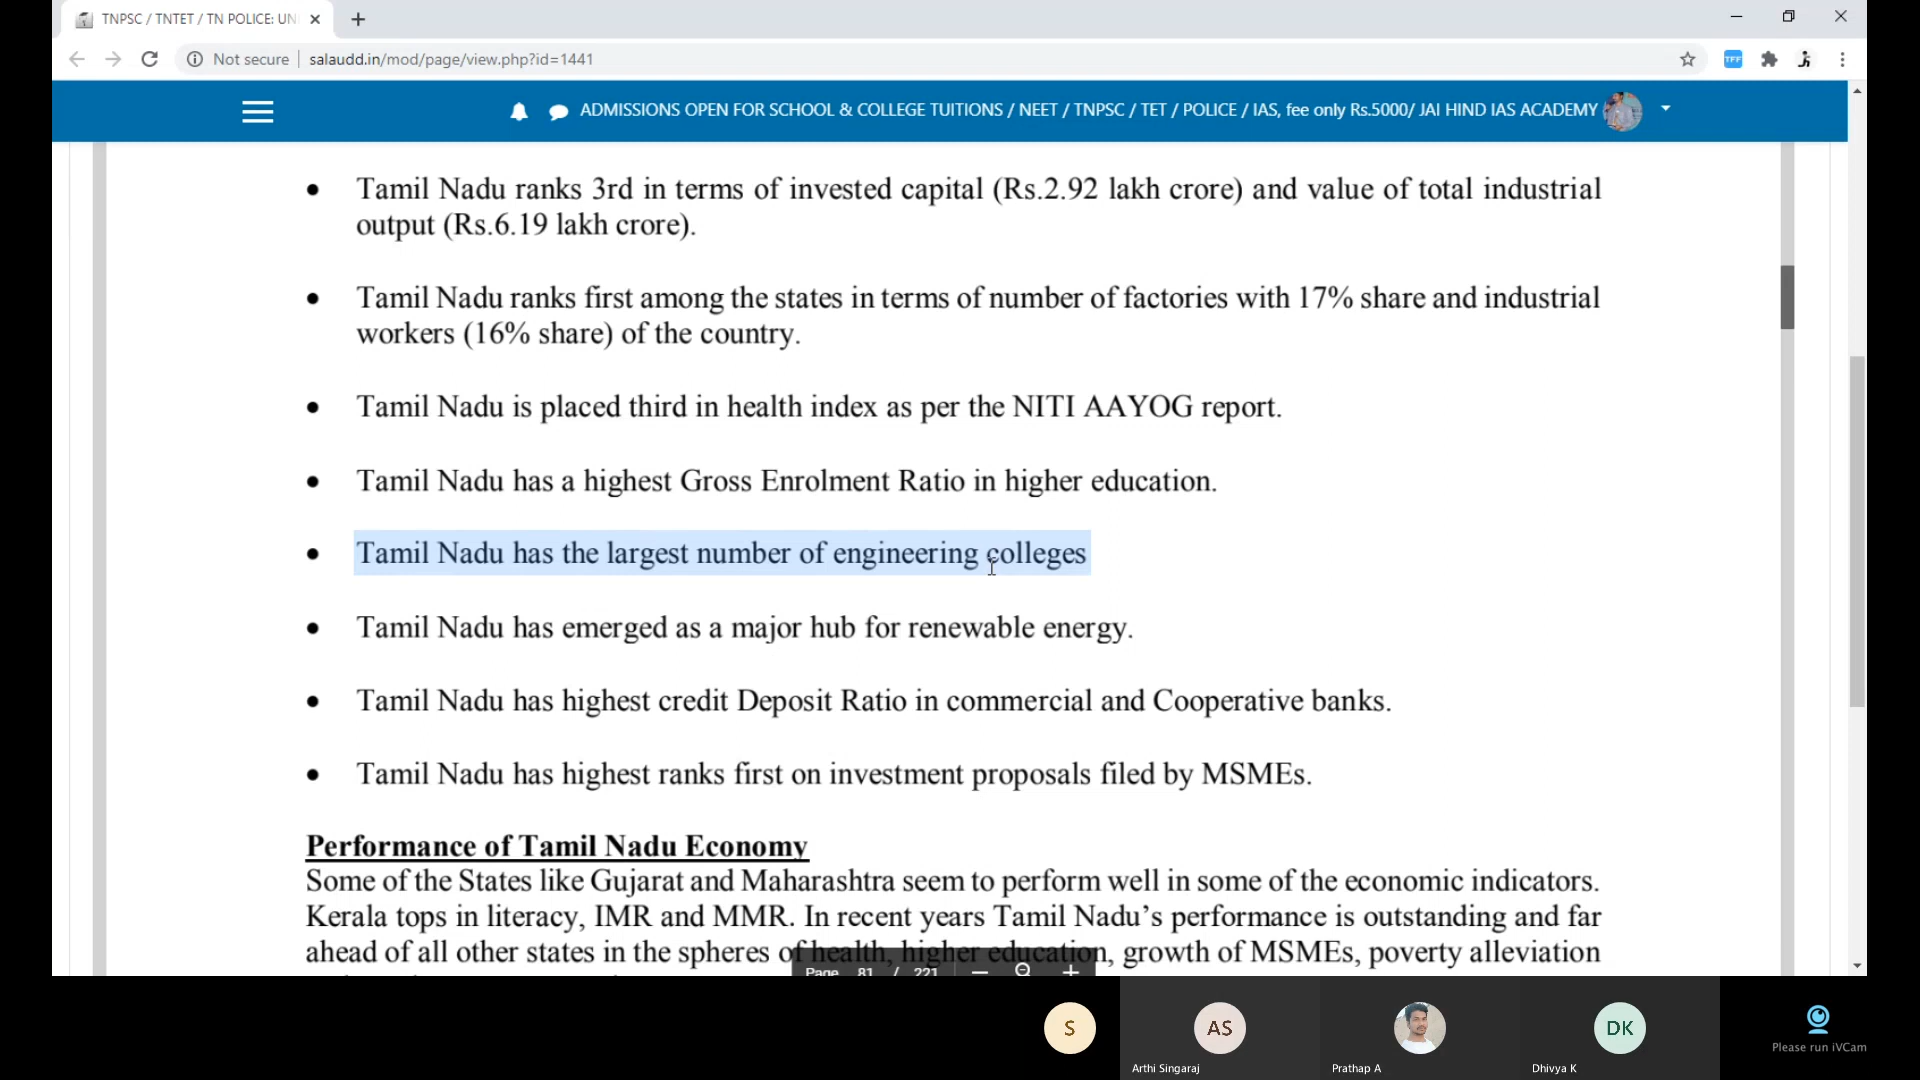 TNPSC / TNTET / TN POLICE: UN
Not secure
salaudd.in/mod/page/view.php?id=1441
TFF
ADMISSIONS OPEN FOR SCHOOL & COLLEGE TUITIONS / NEET / TNPSC / TET / POLICE / IAS, fee only Rs.5000/ JAI HIND IAS ACADEMY
• Tamil Nadu ranks 3rd in terms of invested capital (Rs.2.92 lakh crore) and value of total industrial
output (Rs.6.19 lakh crore).
• Tamil Nadu ranks first among the states in terms of number of factories with 17% share and industrial
workers (16% share) of the country.
• Tamil Nadu is placed third in health index as per the NITI AAYOG report.
• Tamil Nadu has a highest Gross Enrolment Ratio in higher education.
• Tamil Nadu has the largest number of engineering colleges
• Tamil Nadu has emerged as a major hub for renewable energy.
• Tamil Nadu has highest credit Deposit Ratio in commercial and Cooperative banks.
• Tamil Nadu has highest ranks first on investment proposals filed by MSMEs.
Performance of Tamil Nadu Economy
Some of the States like Gujarat and Maharashtra seem to perform well in some of the economic indicators.
Kerala tops in literacy, IMR and MMR. In recent years Tamil Nadu's performance is outstanding and far
ahead of all other states in the spheres of health, higher education, growth of MSMEs, poverty alleviation
Page 81 / 221
S
AS
DK
Arthi Singaraj
Prathap A
Dhivya K
Please run iVCam